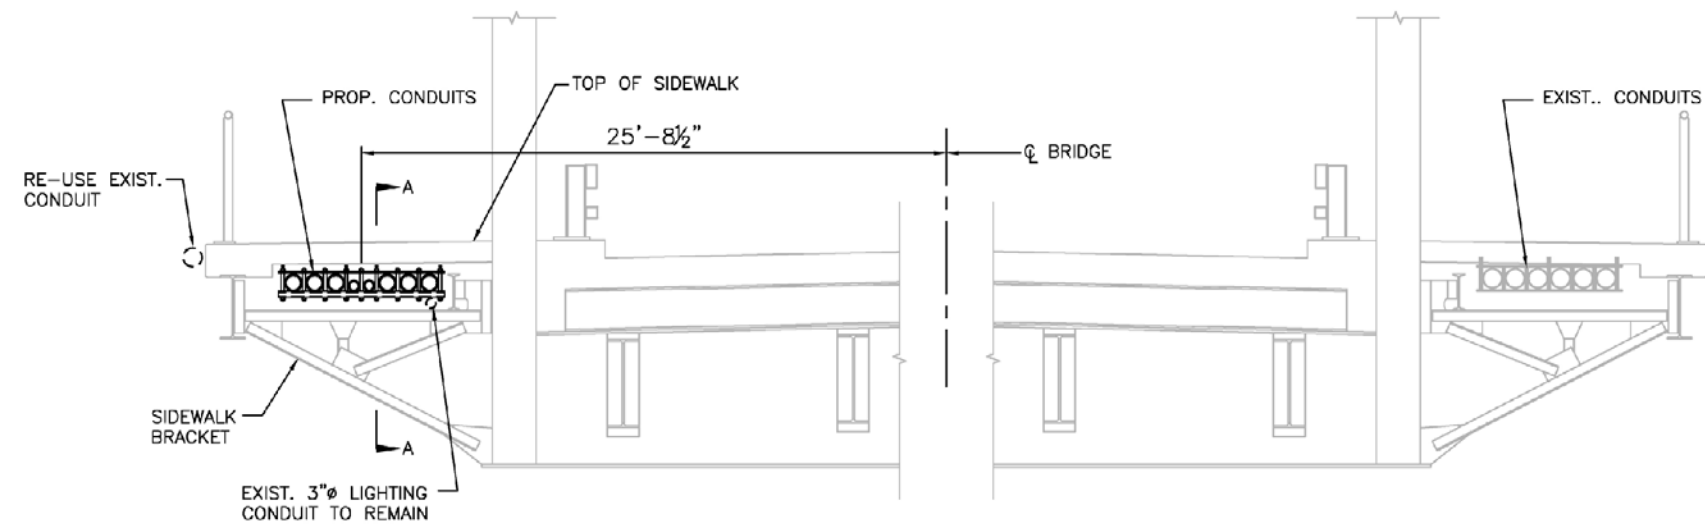 TOP OF SIDEWALK
PROP. CONDUITS
EXIST.. CONDUITS
25'-8½"
℄ BRIDGE
RE-USE EXIST.
CONDUIT
A
SIDEWALK
BRACKET
A
EXIST. 3"ø LIGHTING
CONDUIT TO REMAIN